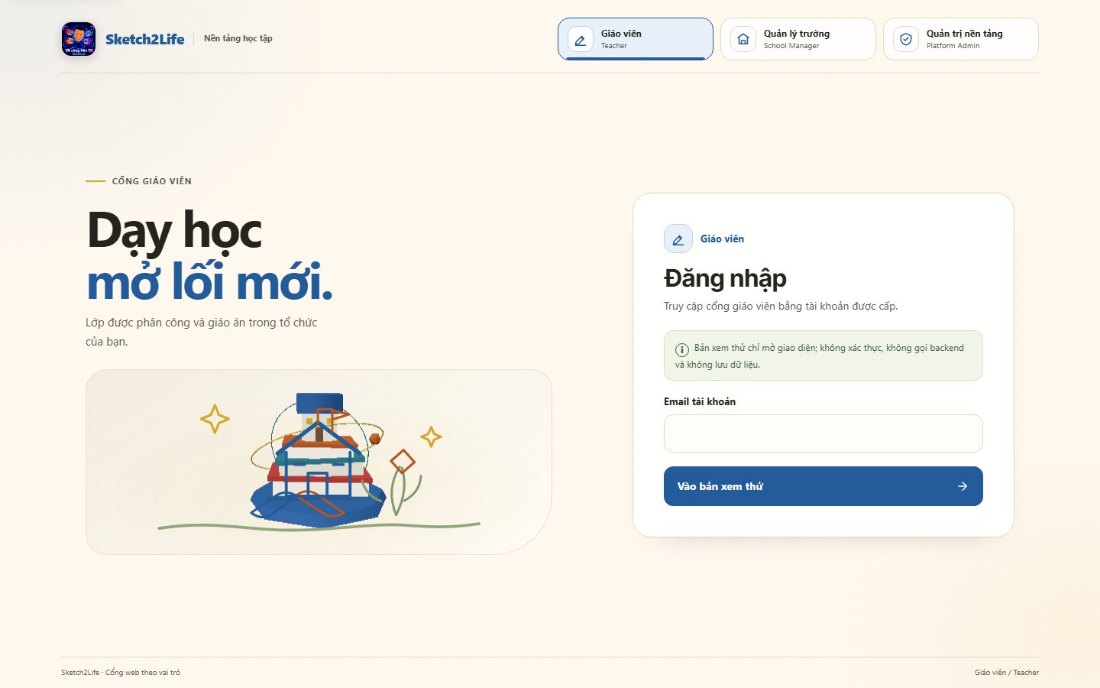 Sketch2Life
Nền tảng học tập
Giáo viên
Teacher
Quản lý trường
School Manager
Quản trị nền tảng
Platform Admin
CỔNG GIÁO VIÊN
Dạy học
mở lối mới.
Lớp được phân công và giáo án trong tổ chức
của bạn.
Giáo viên
Đăng nhập
Truy cập cổng giáo viên bằng tài khoản được cấp.
Bản xem thử chỉ mở giao diện; không xác thực, không gọi backend
và không lưu dữ liệu.
Email tài khoản
Vào bản xem thử
Sketch2Life · Cổng web theo vai trò
Giáo viên / Teacher